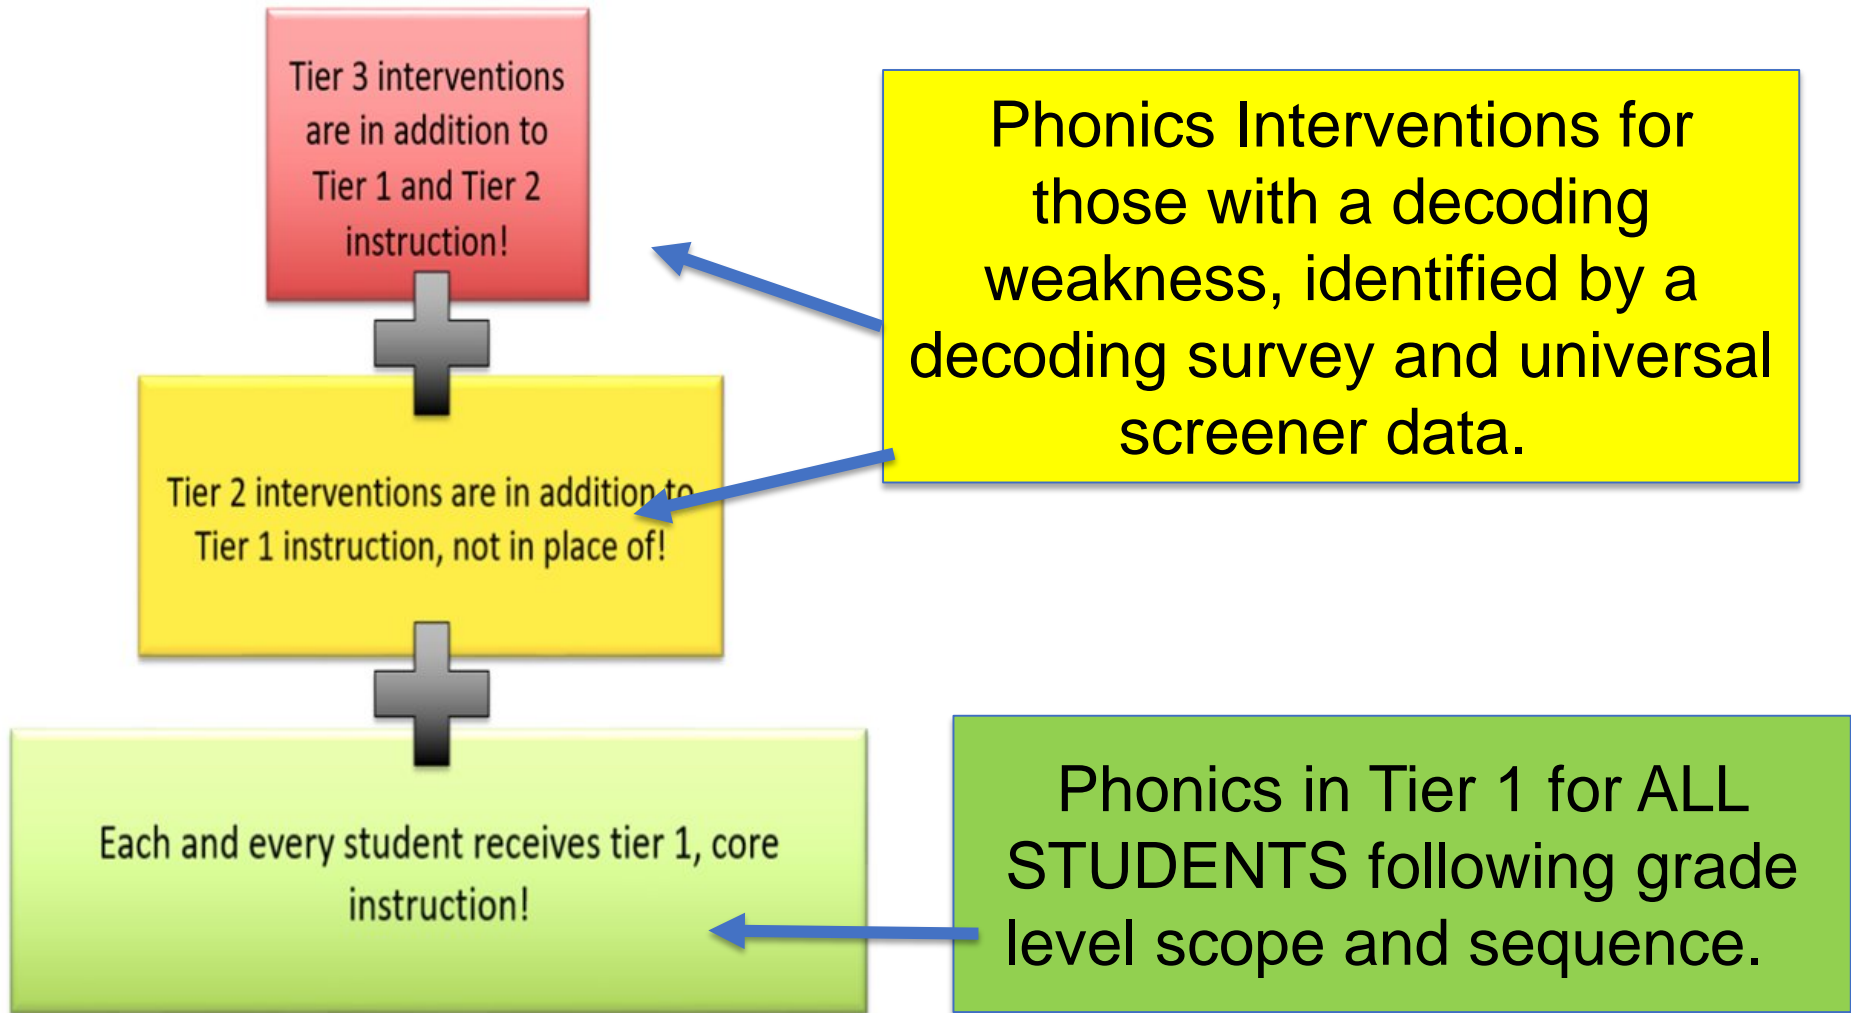 Tier 3 interventions
are in addition to
Tier 1 and Tier 2
instruction!
Phonics Interventions for
those with a decoding
weakness, identified by a
decoding survey and universal
screener data.
Tier 2 interventions are in addition to
Tier 1 instruction, not in place of!
Each and every student receives tier 1, core
instruction!
Phonics in Tier 1 for ALL
STUDENTS following grade
level scope and sequence.